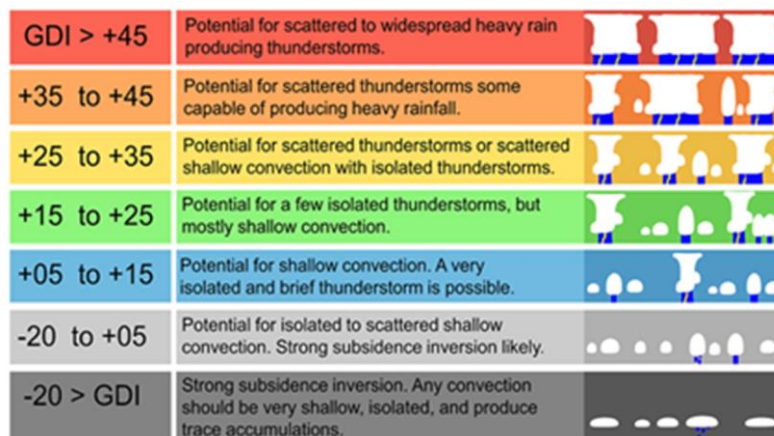 GDI > +45
Potential for scattered to widespread heavy rain
producing thunderstorms.
+35 to +45
Potential for scattered thunderstorms some
capable of producing heavy rainfall.
+25 to +35
Potential for scattered thunderstorms or scattered
shallow convection with isolated thunderstorms.
+15 to +25
Potential for a few isolated thunderstorms, but
mostly shallow convection.
+05 to +15
Potential for shallow convection. A very
isolated and brief thunderstorm is possible.
-20 to +05
Potential for isolated to scattered shallow
convection. Strong subsidence inversion likely.
-20 > GDI
Strong subsidence inversion. Any convection
should be very shallow, isolated, and produce
trace accumulations.